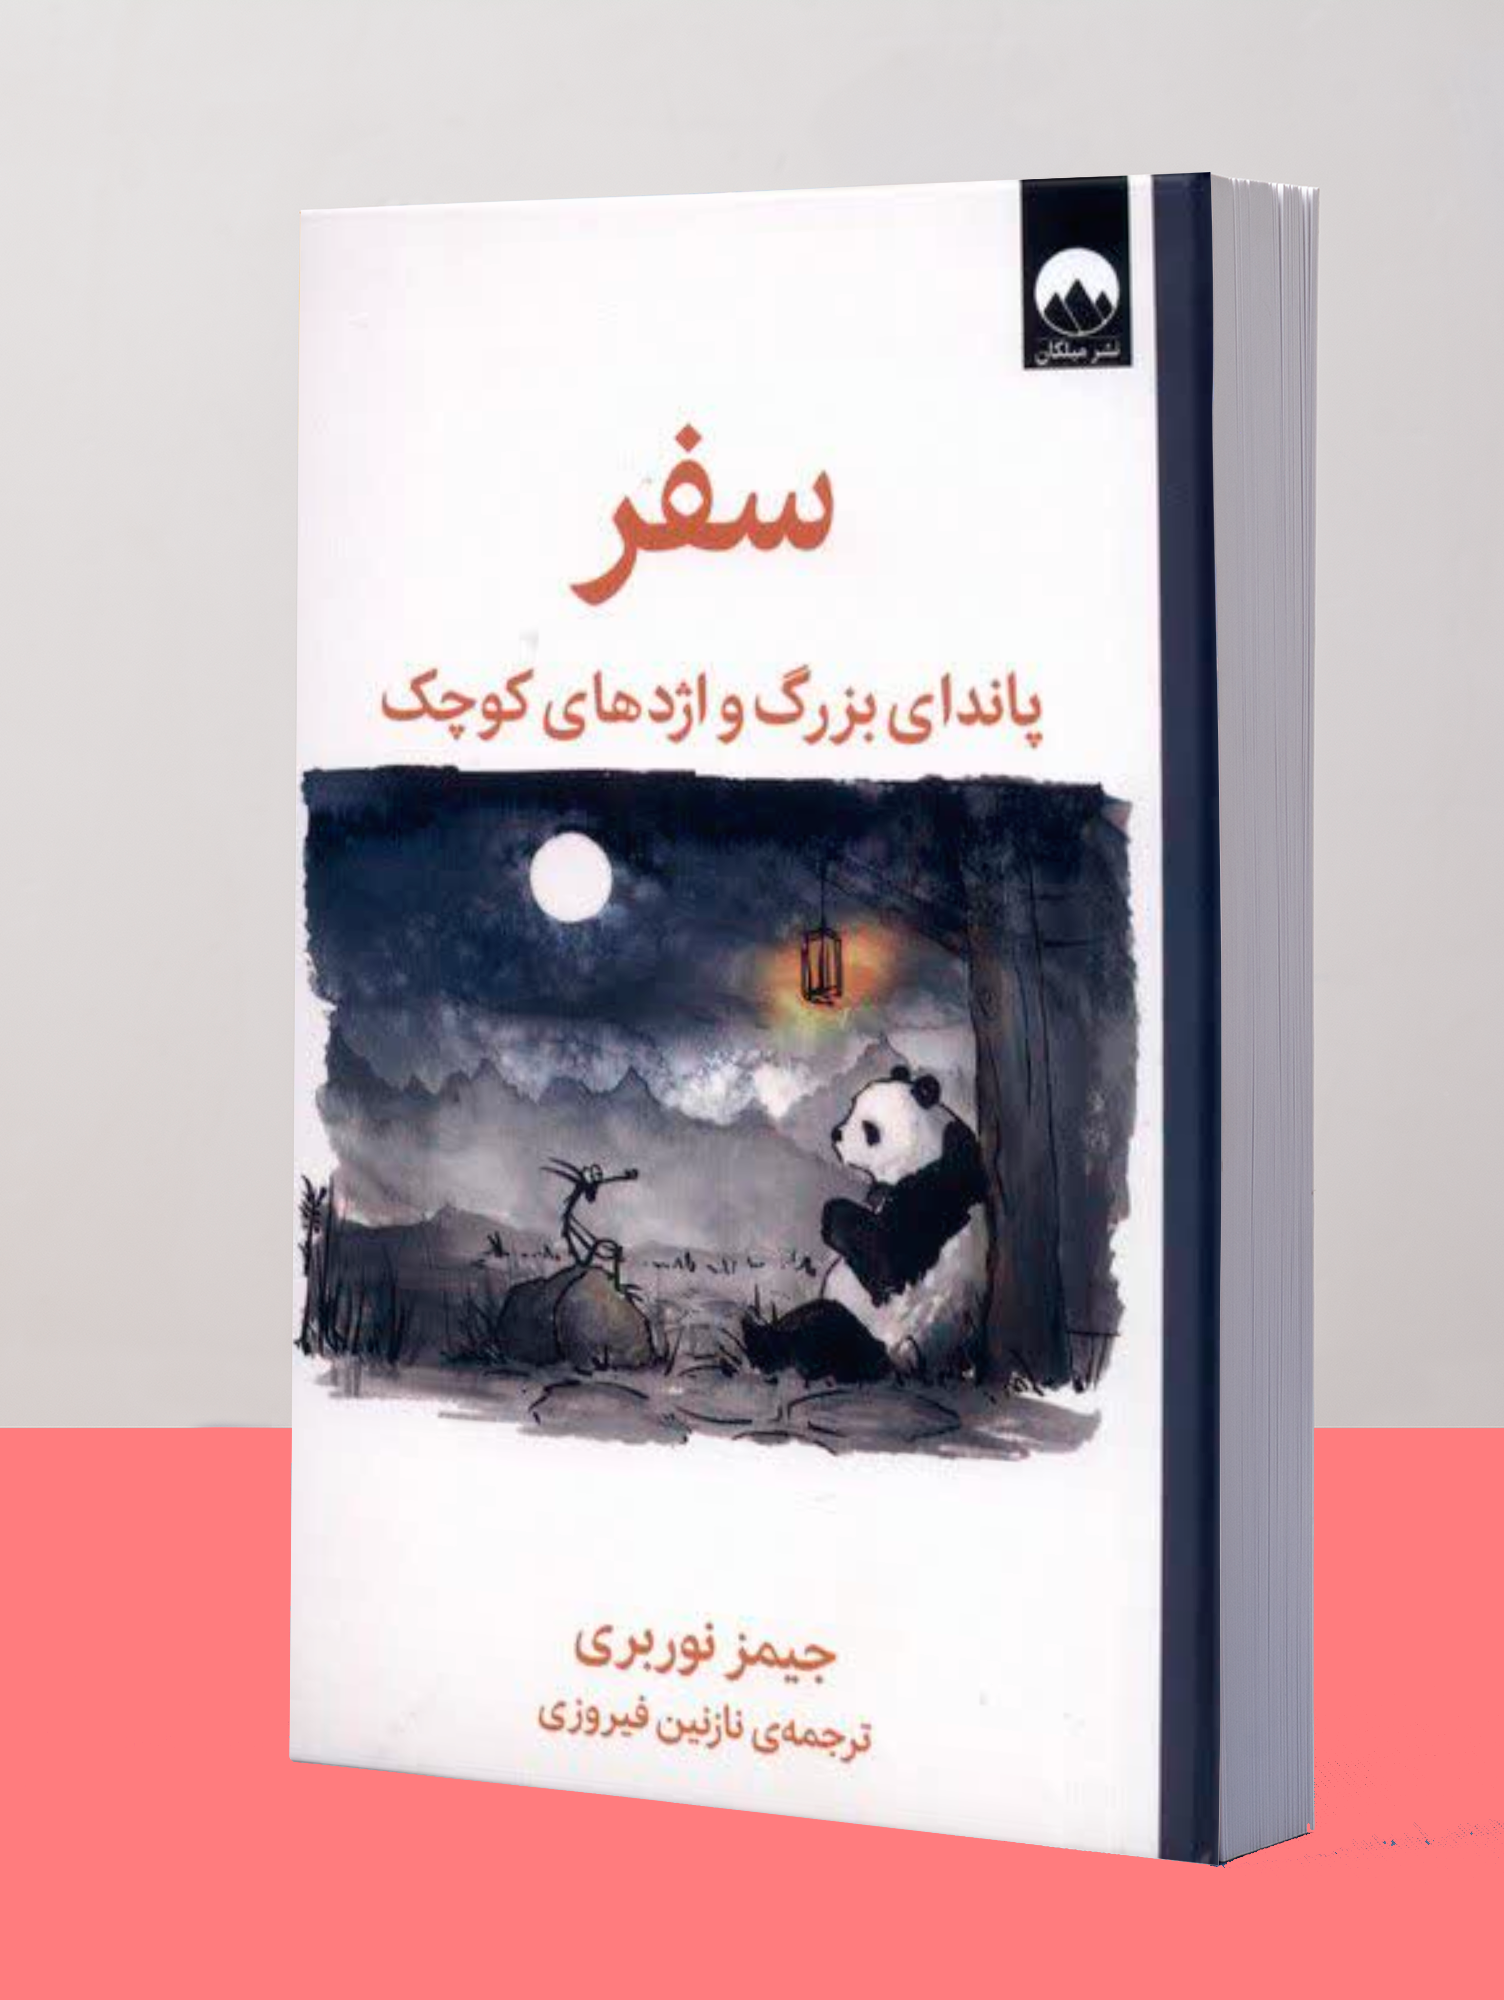 نشر میلکان
سفر
پاندای بزرگ و اژدهای کوچک
جیمز نوربری
ترجمه‌ی نازنین فیروزی